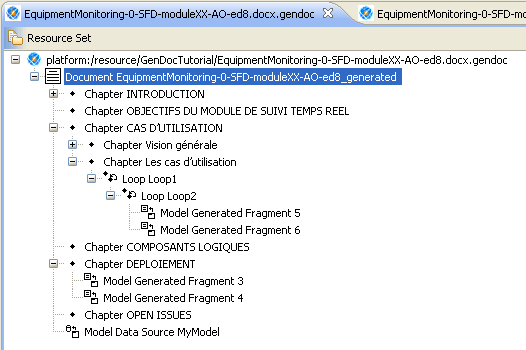 EquipmentMonitoring-0-SFD-moduleXX-AO-ed8.docx.gendoc
EquipmentMonitoring-0-SFD-m
Resource Set
platform:/resource/GenDocTutorial/EquipmentMonitoring-0-SFD-moduleXX-AO-ed8.docx.gendoc
Document EquipmentMonitoring-0-SFD-moduleXX-AO-ed8_generated
Chapter INTRODUCTION
Chapter OBJECTIFS DU MODULE DE SUIVI TEMPS REEL
Chapter CAS D'UTILISATION
Chapter Vision générale
Chapter Les cas d'utilisation
Loop Loop1
Loop Loop2
Model Generated Fragment 5
Model Generated Fragment 6
Chapter COMPOSANTS LOGIQUES
Chapter DEPLOIEMENT
Model Generated Fragment 3
Model Generated Fragment 4
Chapter OPEN ISSUES
Model Data Source MyModel